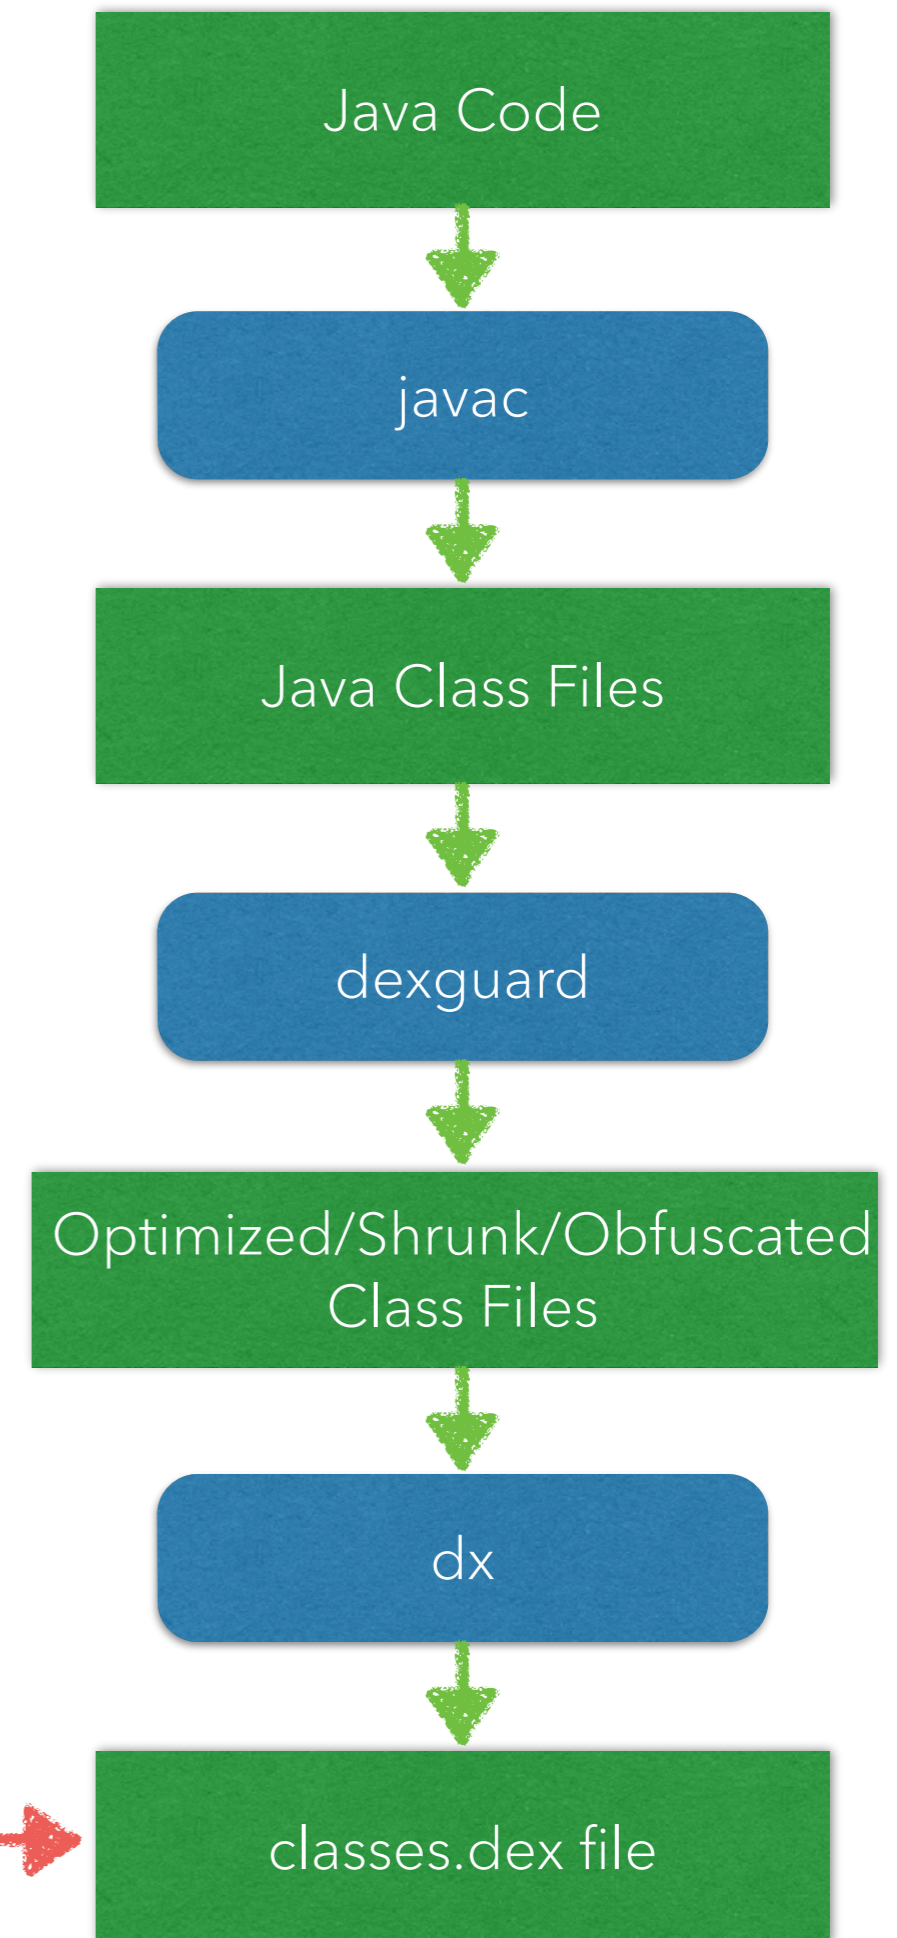 Java Code
javac
Java Class Files
dexguard
Optimized/Shrunk/Obfuscated
Class Files
dx
classes.dex file